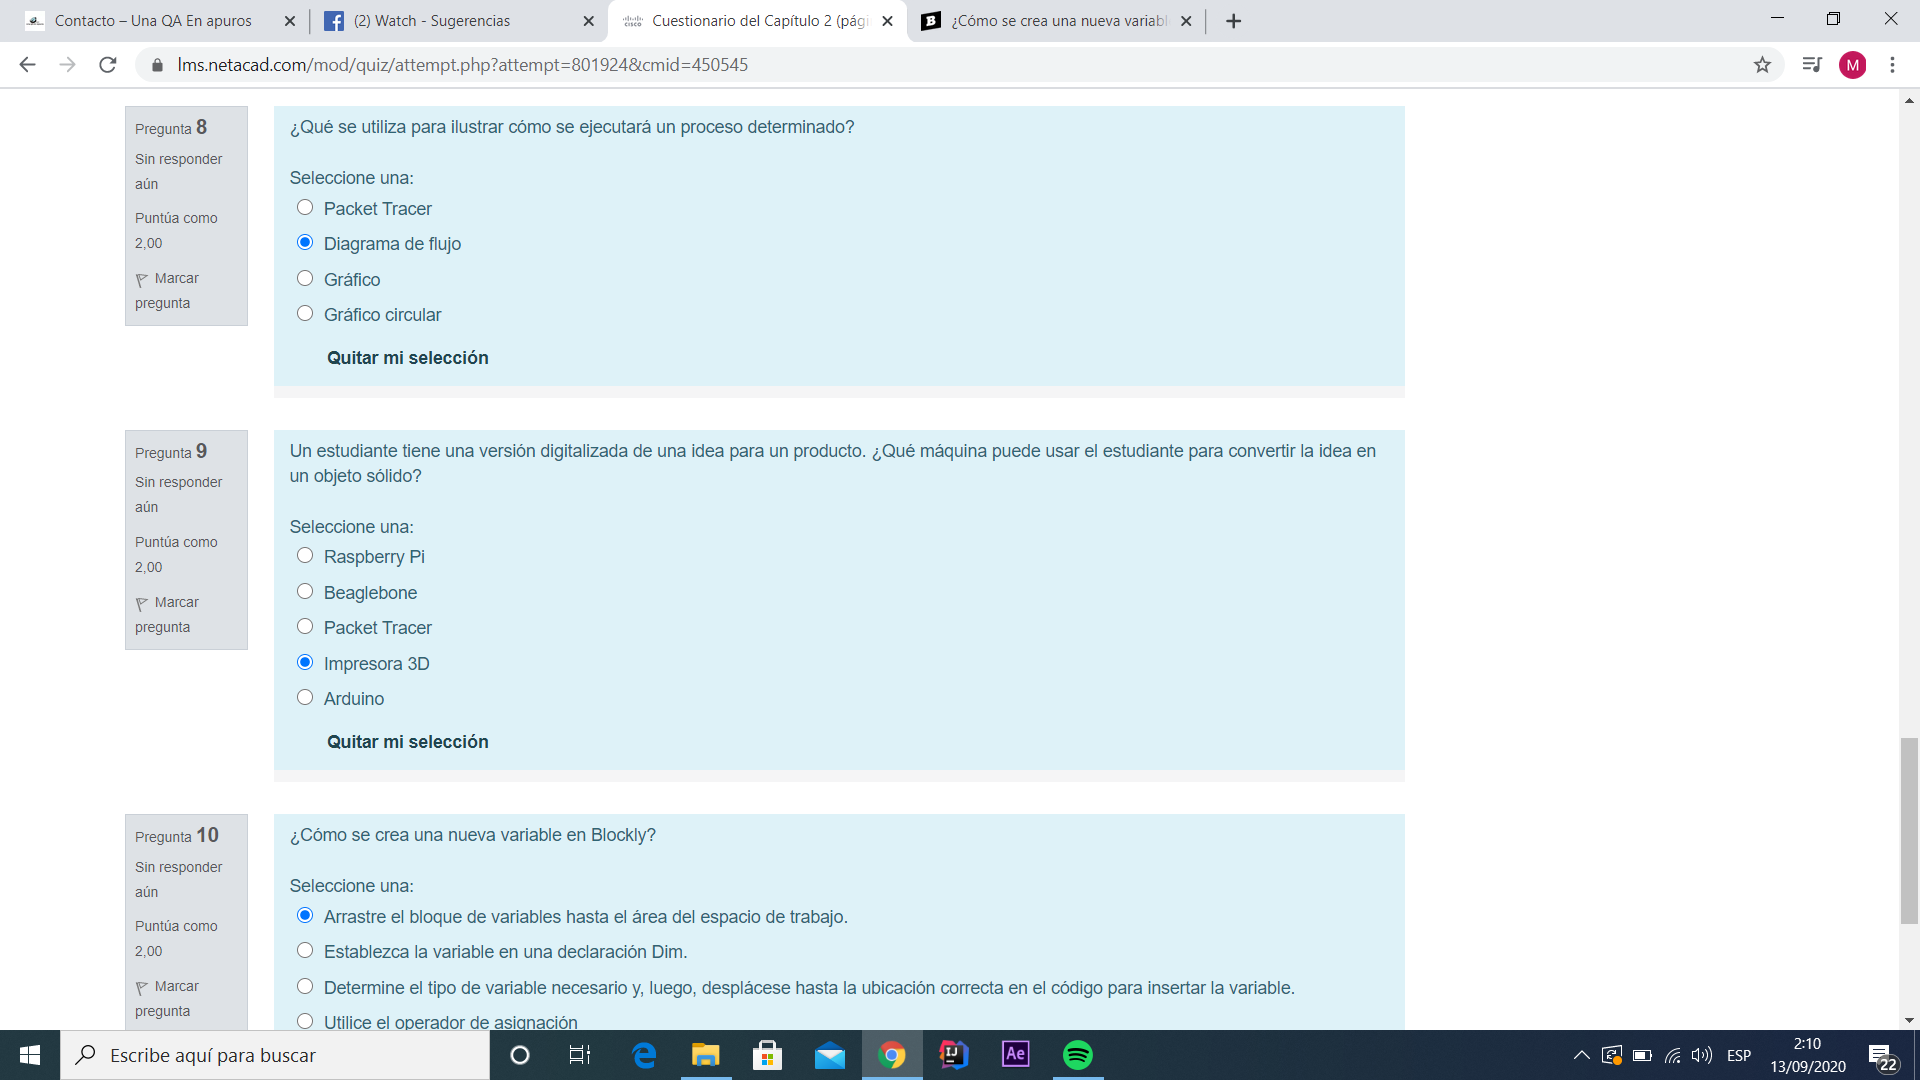 Contacto – Una QA En apuros
(2) Watch - Sugerencias
Cuestionario del Capítulo 2 (pági
¿Cómo se crea una nueva variabl
lms.netacad.com/mod/quiz/attempt.php?attempt=801924&cmid=450545
M
Pregunta 8
Sin responder
aún
Puntúa como
2,00
Marcar
pregunta
¿Qué se utiliza para ilustrar cómo se ejecutará un proceso determinado?
Seleccione una:
Packet Tracer
Diagrama de flujo
Gráfico
Gráfico circular
Quitar mi selección
Pregunta 9
Sin responder
aún
Puntúa como
2,00
Marcar
pregunta
Un estudiante tiene una versión digitalizada de una idea para un producto. ¿Qué máquina puede usar el estudiante para convertir la idea en
un objeto sólido?
Seleccione una:
Raspberry Pi
Beaglebone
Packet Tracer
Impresora 3D
Arduino
Quitar mi selección
Pregunta 10
Sin responder
aún
Puntúa como
2,00
Marcar
pregunta
¿Cómo se crea una nueva variable en Blockly?
Seleccione una:
Arrastre el bloque de variables hasta el área del espacio de trabajo.
Establezca la variable en una declaración Dim.
Determine el tipo de variable necesario y, luego, desplácese hasta la ubicación correcta en el código para insertar la variable.
Utilice el operador de asignación
Escribe aquí para buscar
IJ
Ae
ESP
2:10
13/09/2020
22